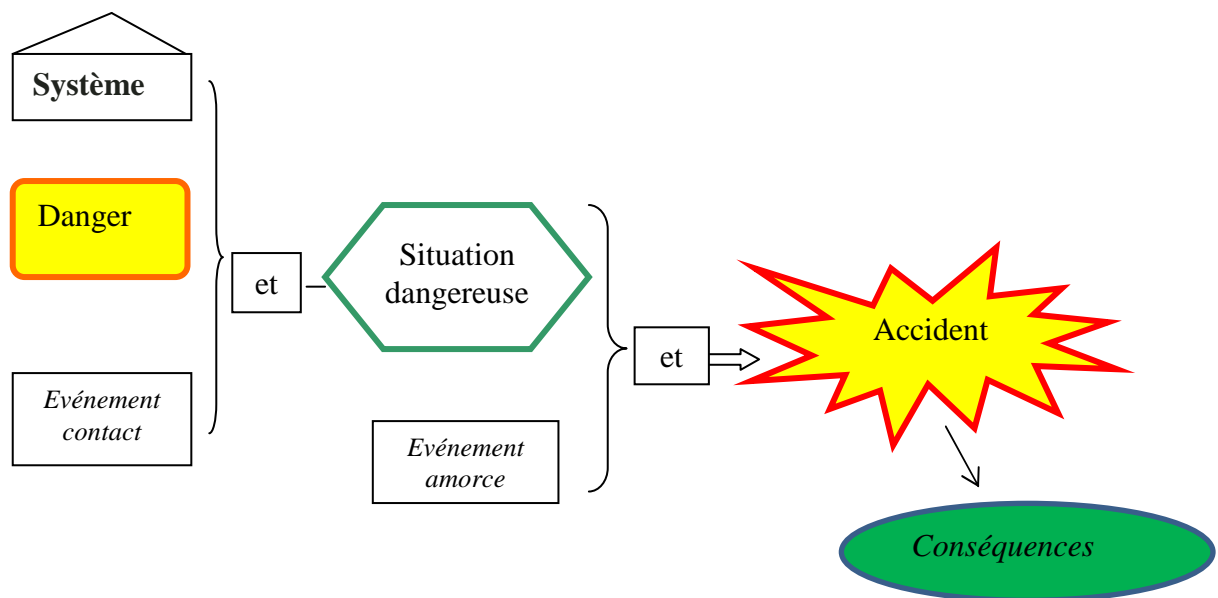 Système
Danger
et
Situation
dangereuse
Evénement
contact
et
Accident
Evénement
amorce
Conséquences